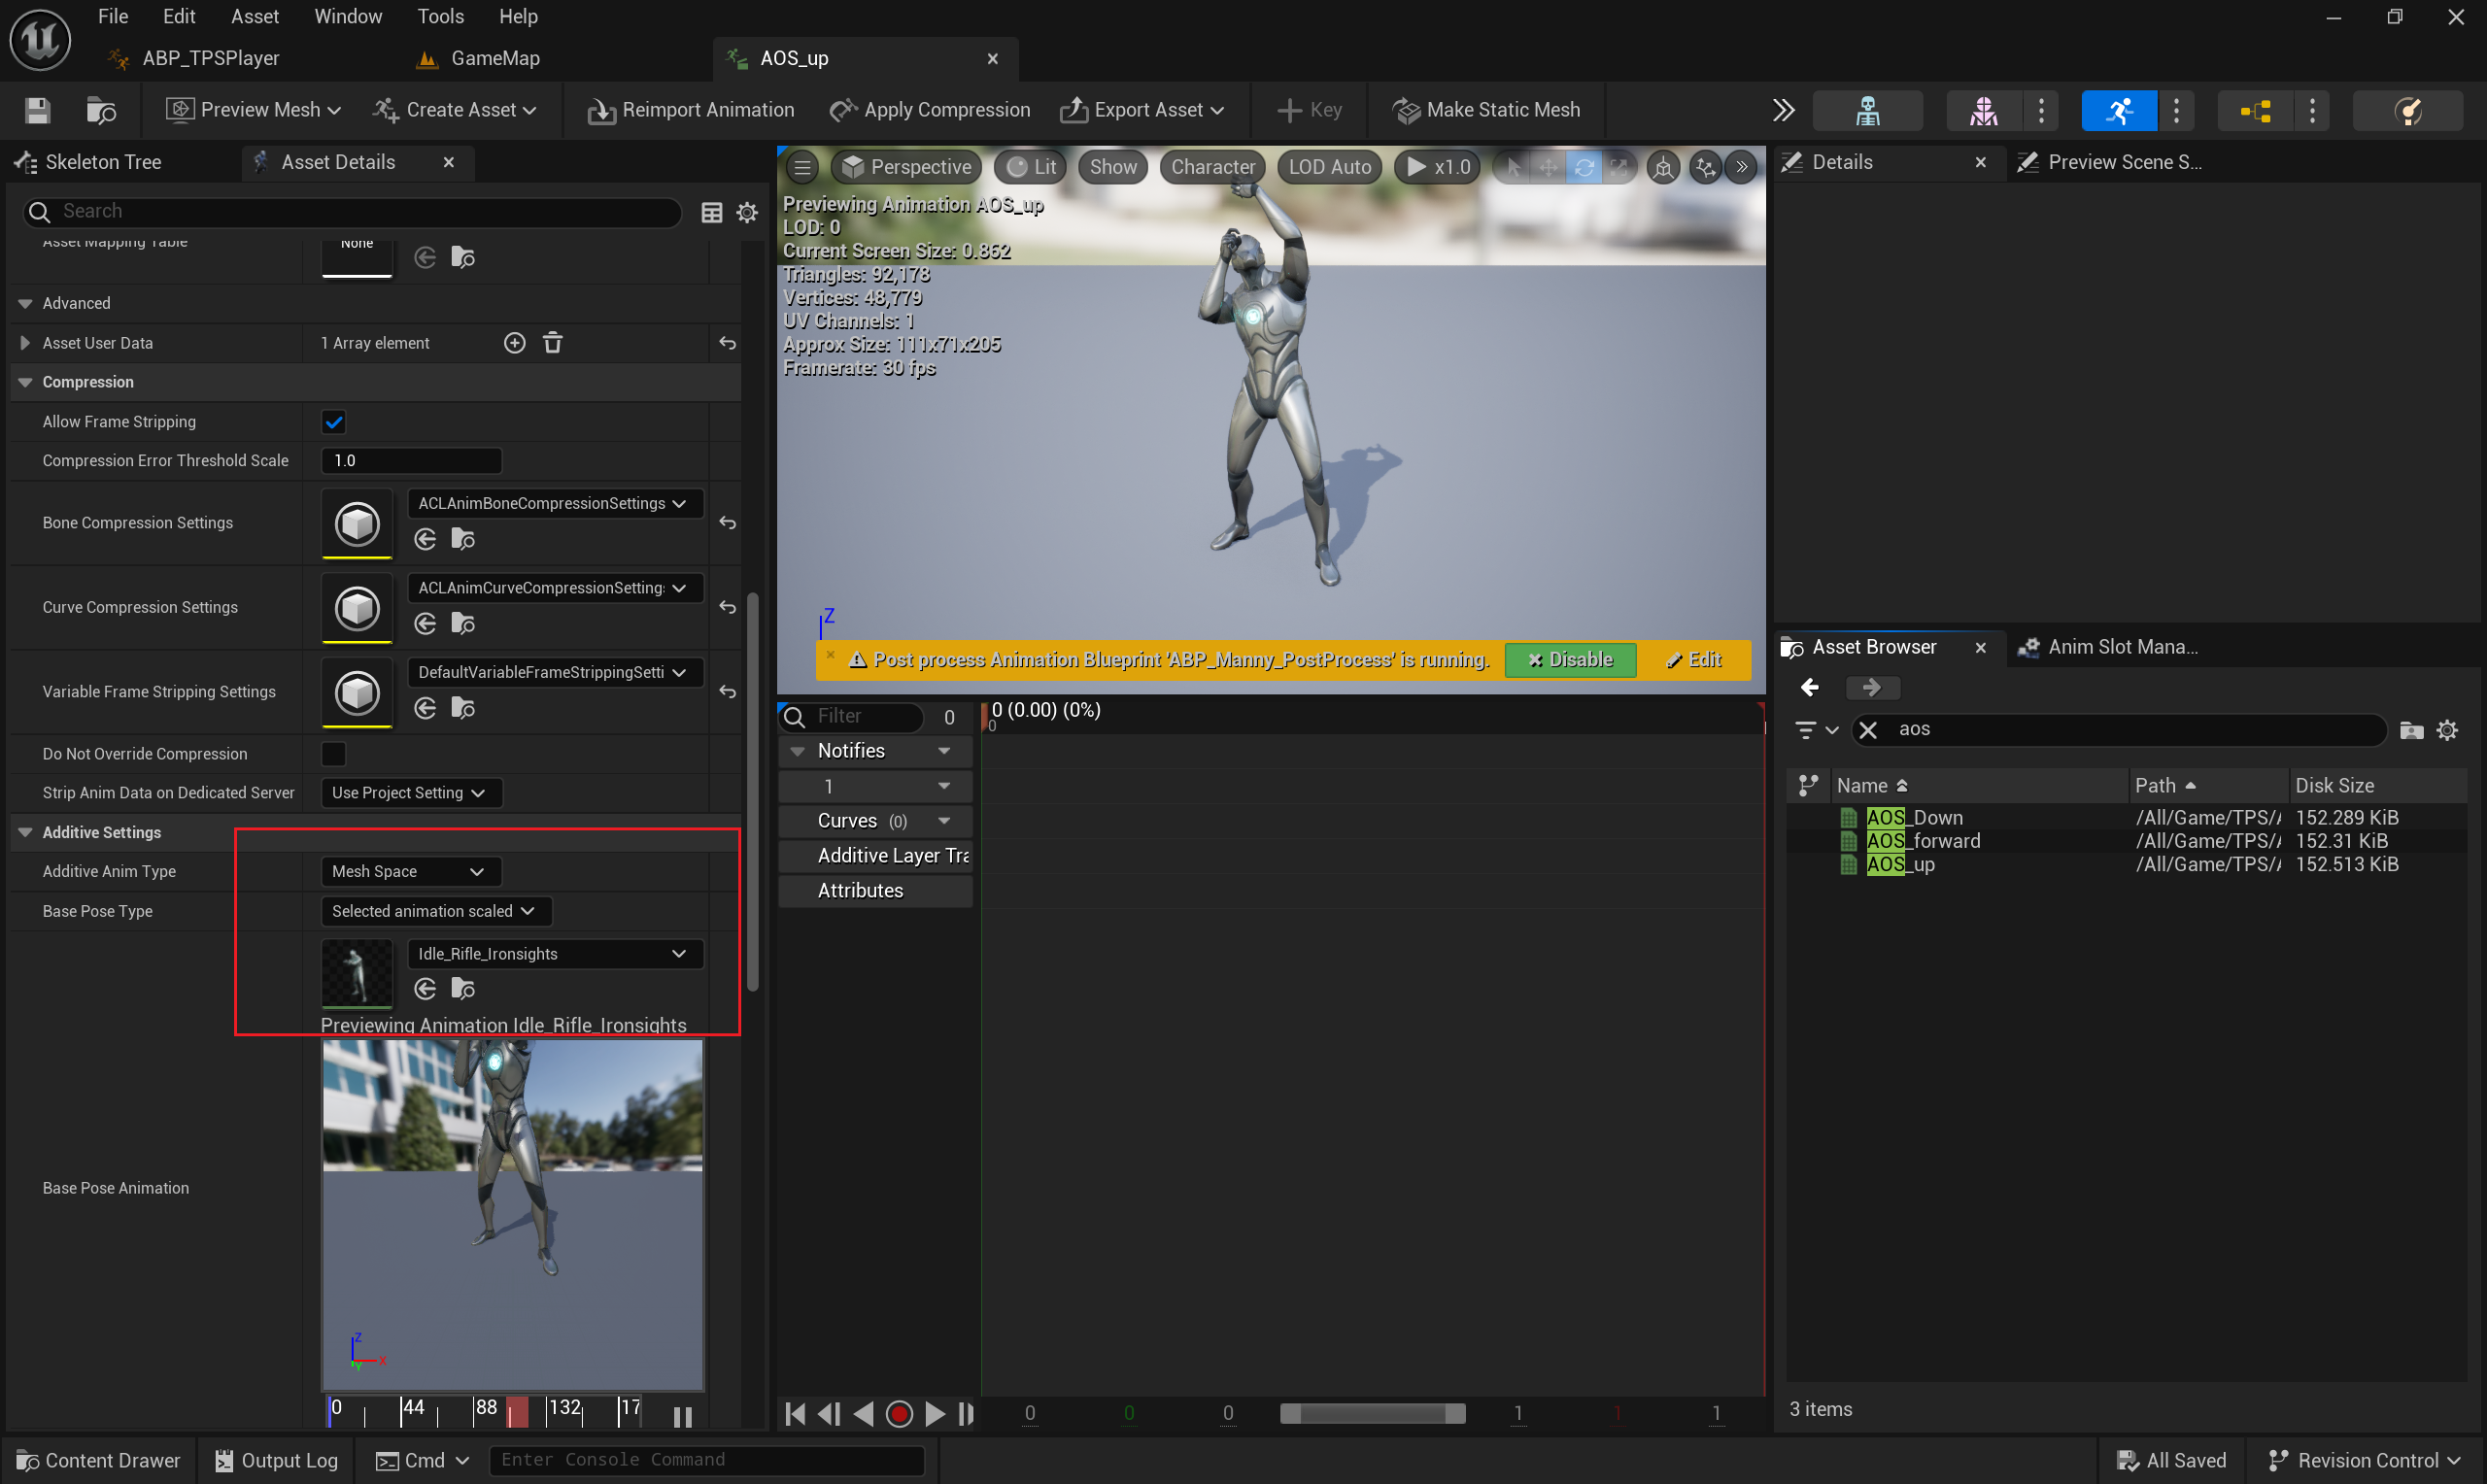 File Edit Asset Window Tools Help
ABP_TPSPlayer GameMap AOS_up
Preview Mesh Create Asset Reimport Animation Apply Compression Export Asset Key Make Static Mesh
Skeleton Tree Asset Details
Search
Asset Mapping Table None
Advanced
Asset User Data 1 Array element
Compression
Allow Frame Stripping
Compression Error Threshold Scale 1.0
Bone Compression Settings ACLAnimBoneCompressionSettings
Curve Compression Settings ACLAnimCurveCompressionSetting
Variable Frame Stripping Settings DefaultVariableFrameStrippingSetti
Do Not Override Compression
Strip Anim Data on Dedicated Server Use Project Setting
Additive Settings
Additive Anim Type Mesh Space
Base Pose Type Selected animation scaled
Idle_Rifle_Ironsights
Previewing Animation Idle_Rifle_Ironsights
Base Pose Animation
Z
X
Y
0 44 88 132 17
Perspective Lit Show Character LOD Auto x1.0
Previewing Animation AOS_up
LOD: 0
Current Screen Size: 0.862
Triangles: 92,178
Vertices: 48,779
UV Channels: 1
Approx Size: 111x71x205
Framerate: 30 fps
Z
Post process Animation Blueprint 'ABP_Manny_PostProcess' is running. Disable Edit
Filter 0 0 (0.00) (0%)
0
Notifies
1
Curves (0)
Additive Layer Tra
Attributes
0 0 0 1 1 1
Details Preview Scene S...
Asset Browser Anim Slot Mana...
aos
Name Path Disk Size
AOS_Down /All/Game/TPS/ 152.289 KiB
AOS_forward /All/Game/TPS/ 152.31 KiB
AOS_up /All/Game/TPS/ 152.513 KiB
3 items
Content Drawer Output Log Cmd Enter Console Command All Saved Revision Control